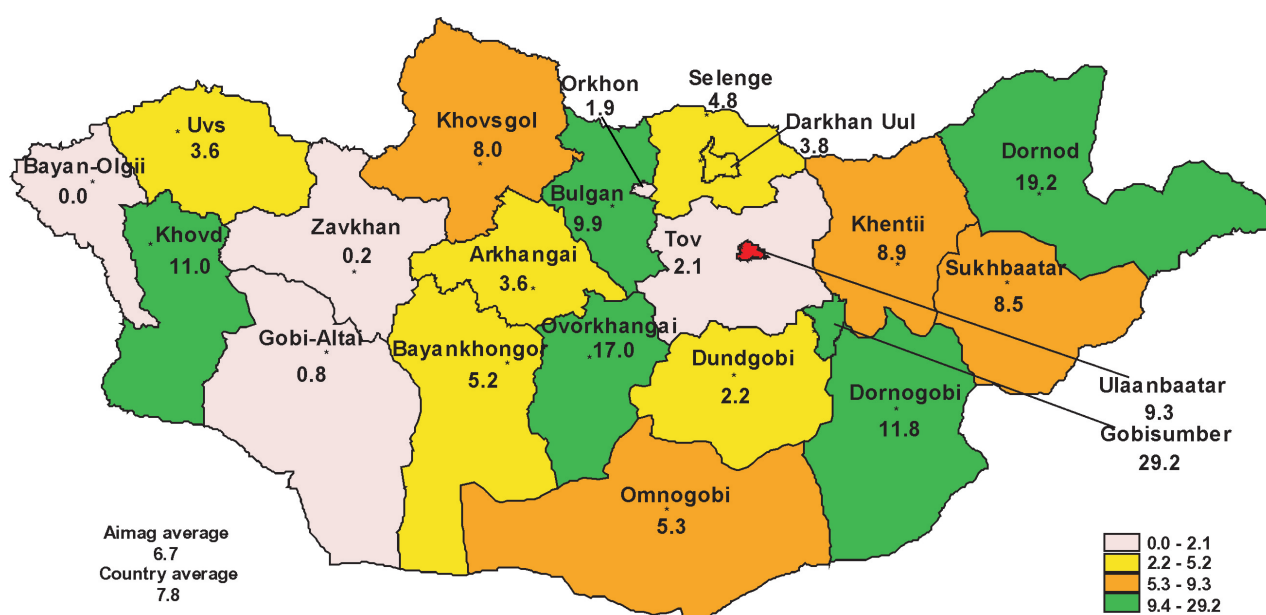 Orkhon
1.9
Selenge
4.8
Darkhan Uul
3.8
Uvs
3.6
Khovsgol
8.0
Bayan-Olgii
0.0
Dornod
19.2
Bulgan
9.9
Khovd
11.0
Zavkhan
0.2
Tov
2.1
Khentii
8.9
Arkhangai
3.6
Sukhbaatar
8.5
Gobi-Altai
0.8
Bayankhongo
5.2
Ovorkhangai
17.0
Dundgobi
2.2
Dornogobi
11.8
Ulaanbaatar
9.3
Gobisumber
29.2
Omnogobi
5.3
Aimag average
6.7
Country average
7.8
0.0 - 2.1
2.2 - 5.2
5.3 - 9.3
9.4 - 29.2